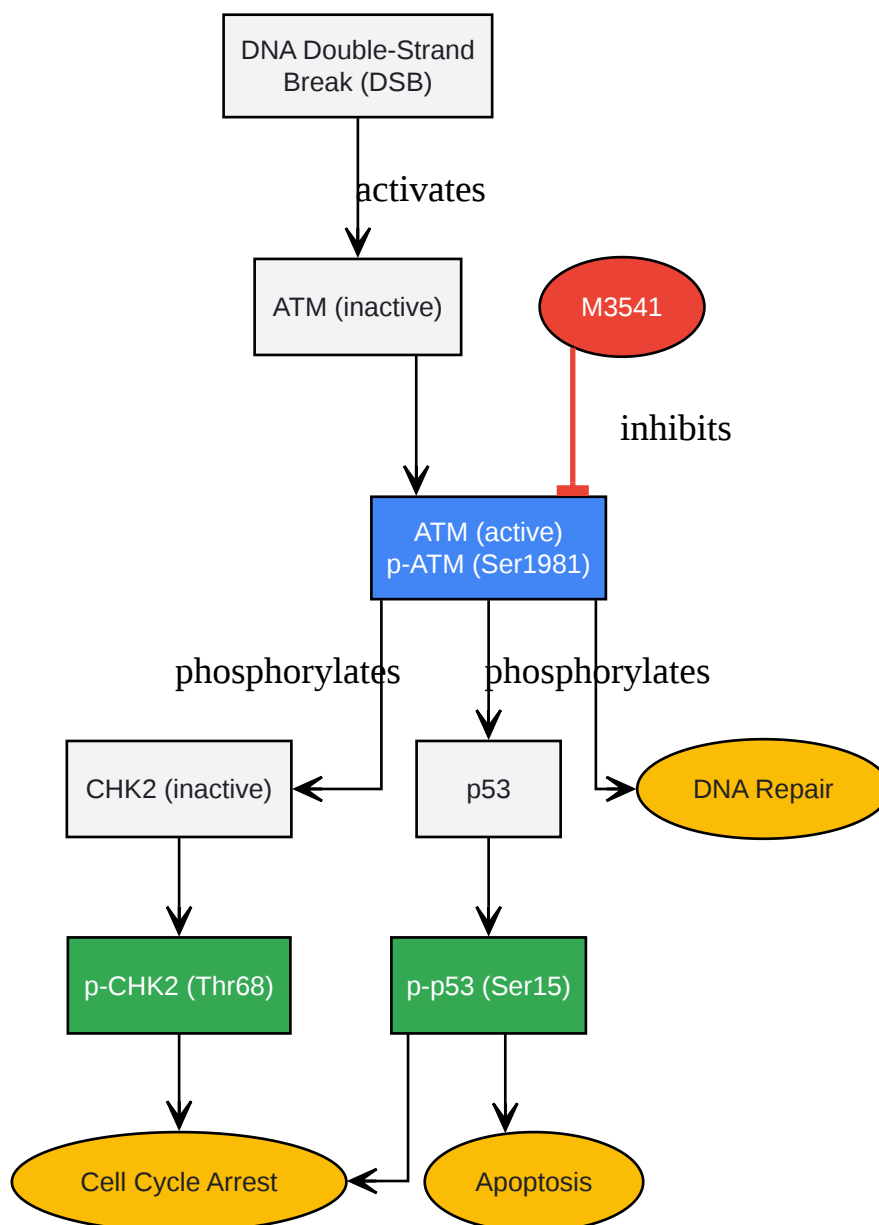 DNA Double-Strand
Break (DSB)
activates
ATM (inactive)
M3541
inhibits
ATM (active)
p-ATM (Ser1981)
phosphorylates
phosphorylates
CHK2 (inactive)
p53
DNA Repair
p-CHK2 (Thr68)
p-p53 (Ser15)
Cell Cycle Arrest
Apoptosis